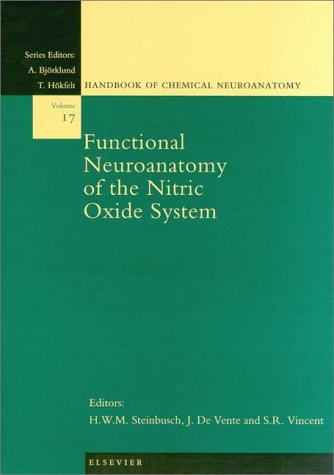 Series Editors:
A. Björklund
T. Hökfelt
HANDBOOK OF CHEMICAL NEUROANATOMY
Volume
17
Functional
Neuroanatomy
of the Nitric
Oxide System
Editors:
H.W.M. Steinbusch, J. De Vente and S.R. Vincent
ELSEVIER